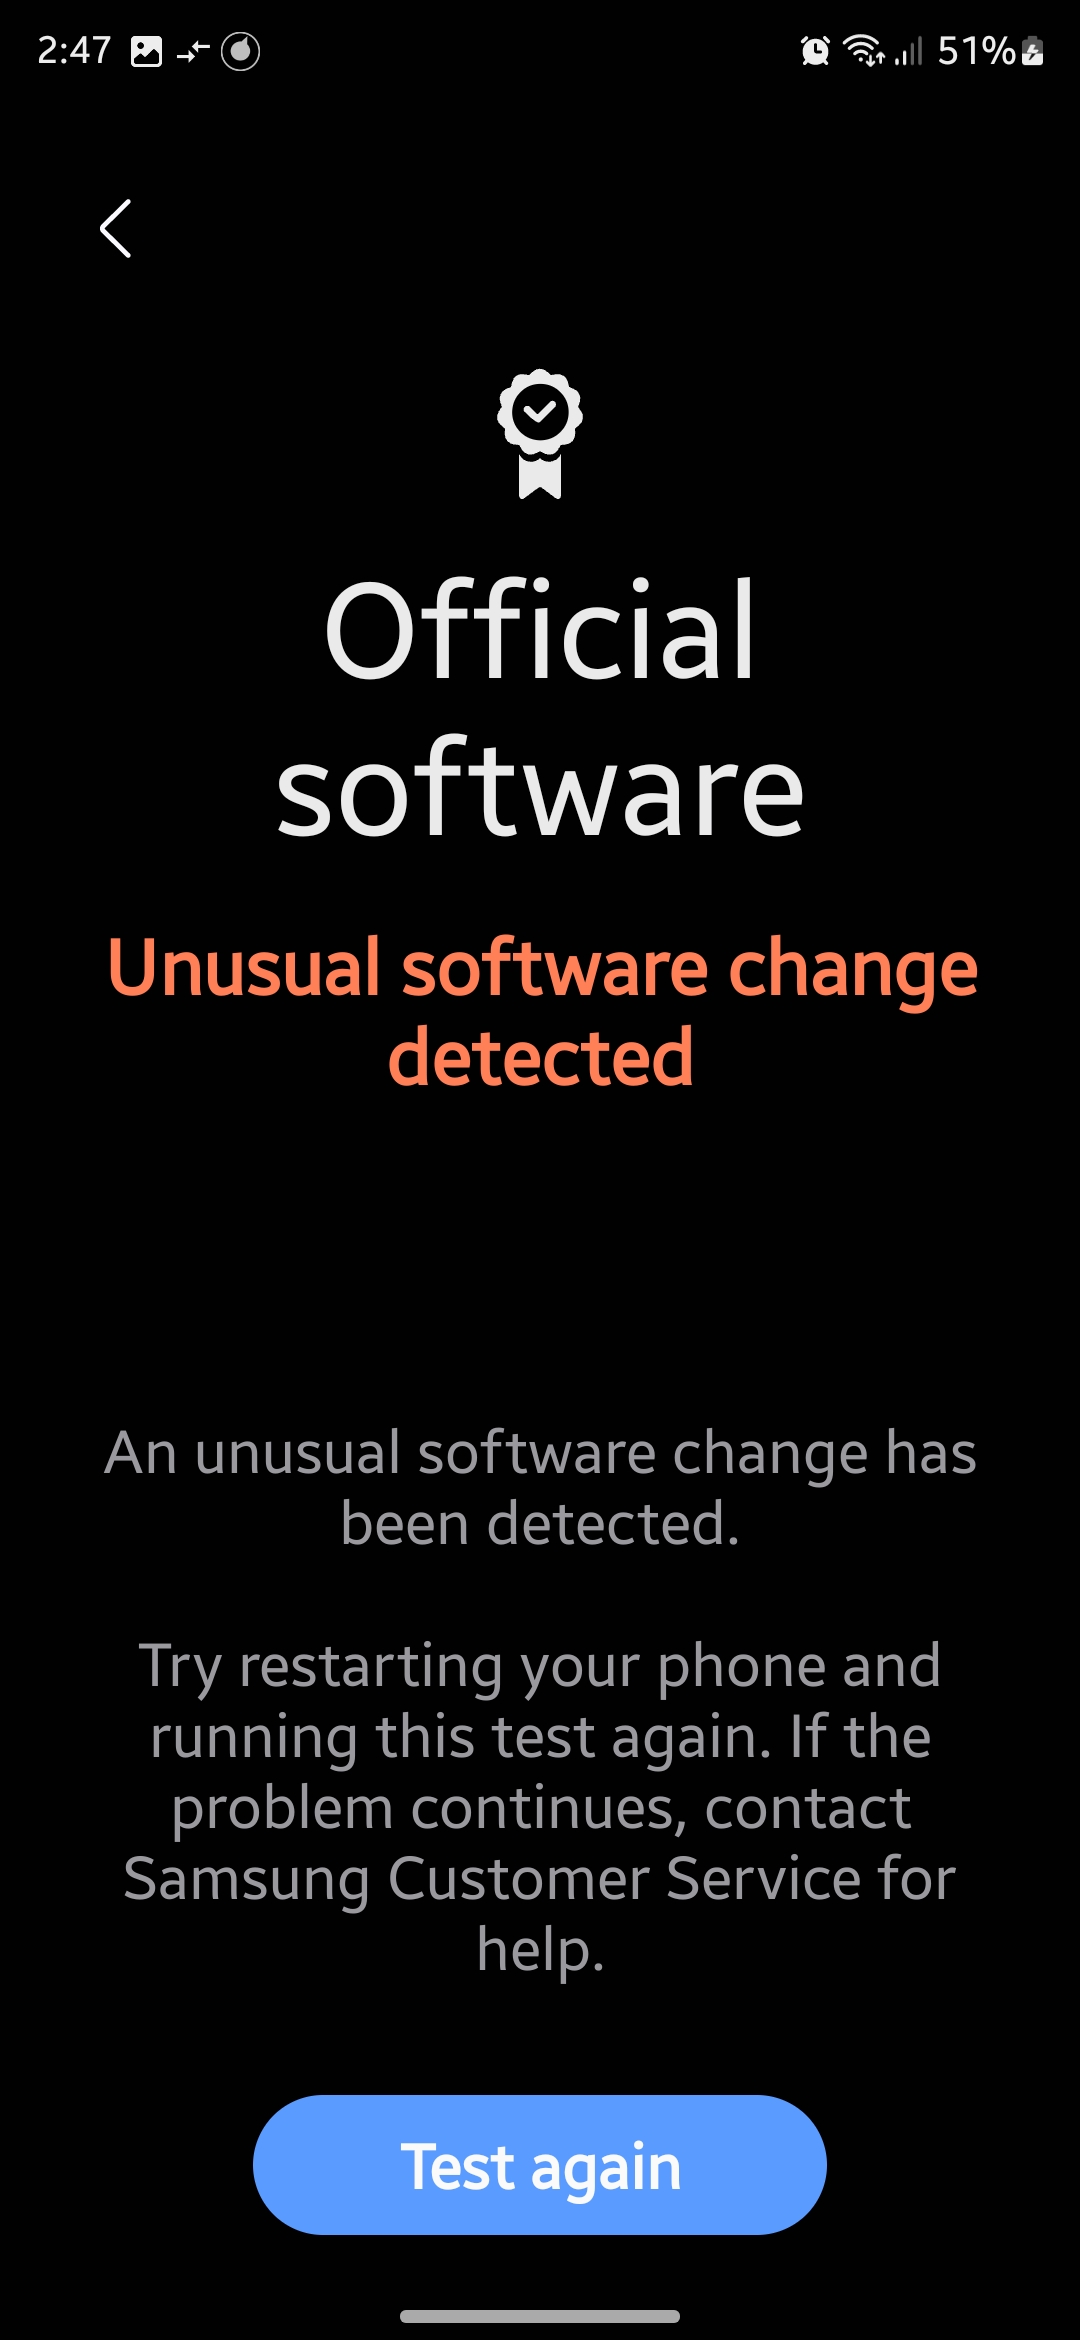 2:47
51%
Official
software
Unusual software change
detected
An unusual software change has
been detected.
Try restarting your phone and
running this test again. If the
problem continues, contact
Samsung Customer Service for
help.
Test again